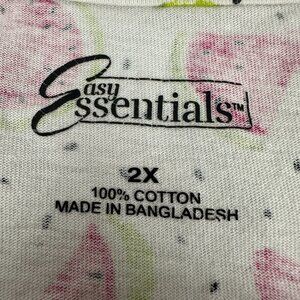 Easy
Essentials™
2X
100% COTTON
MADE IN BANGLADESH